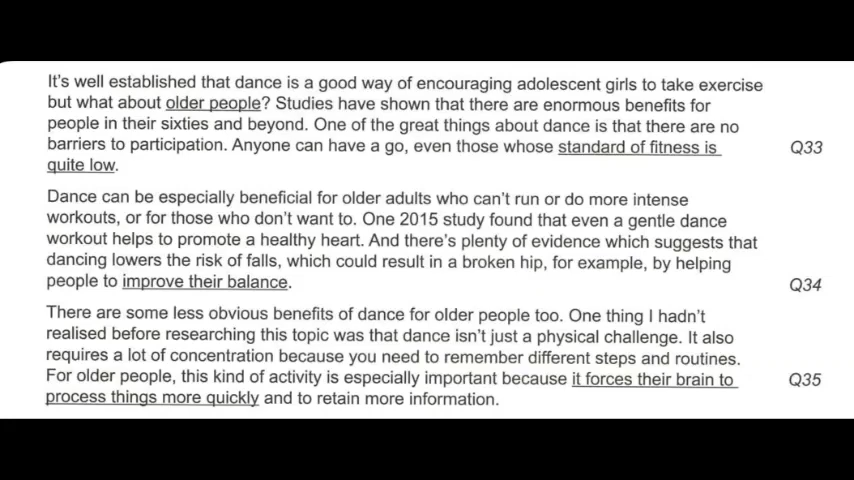 It's well established that dance is a good way of encouraging adolescent girls to take exercise
but what about older people? Studies have shown that there are enormous benefits for
people in their sixties and beyond. One of the great things about dance is that there are no
barriers to participation. Anyone can have a go, even those whose standard of fitness is Q33
quite low.
Dance can be especially beneficial for older adults who can't run or do more intense
workouts, or for those who don't want to. One 2015 study found that even a gentle dance
workout helps to promote a healthy heart. And there's plenty of evidence which suggests that
dancing lowers the risk of falls, which could result in a broken hip, for example, by helping
people to improve their balance. Q34
There are some less obvious benefits of dance for older people too. One thing I hadn't
realised before researching this topic was that dance isn't just a physical challenge. It also
requires a lot of concentration because you need to remember different steps and routines.
For older people, this kind of activity is especially important because it forces their brain to Q35
process things more quickly and to retain more information.